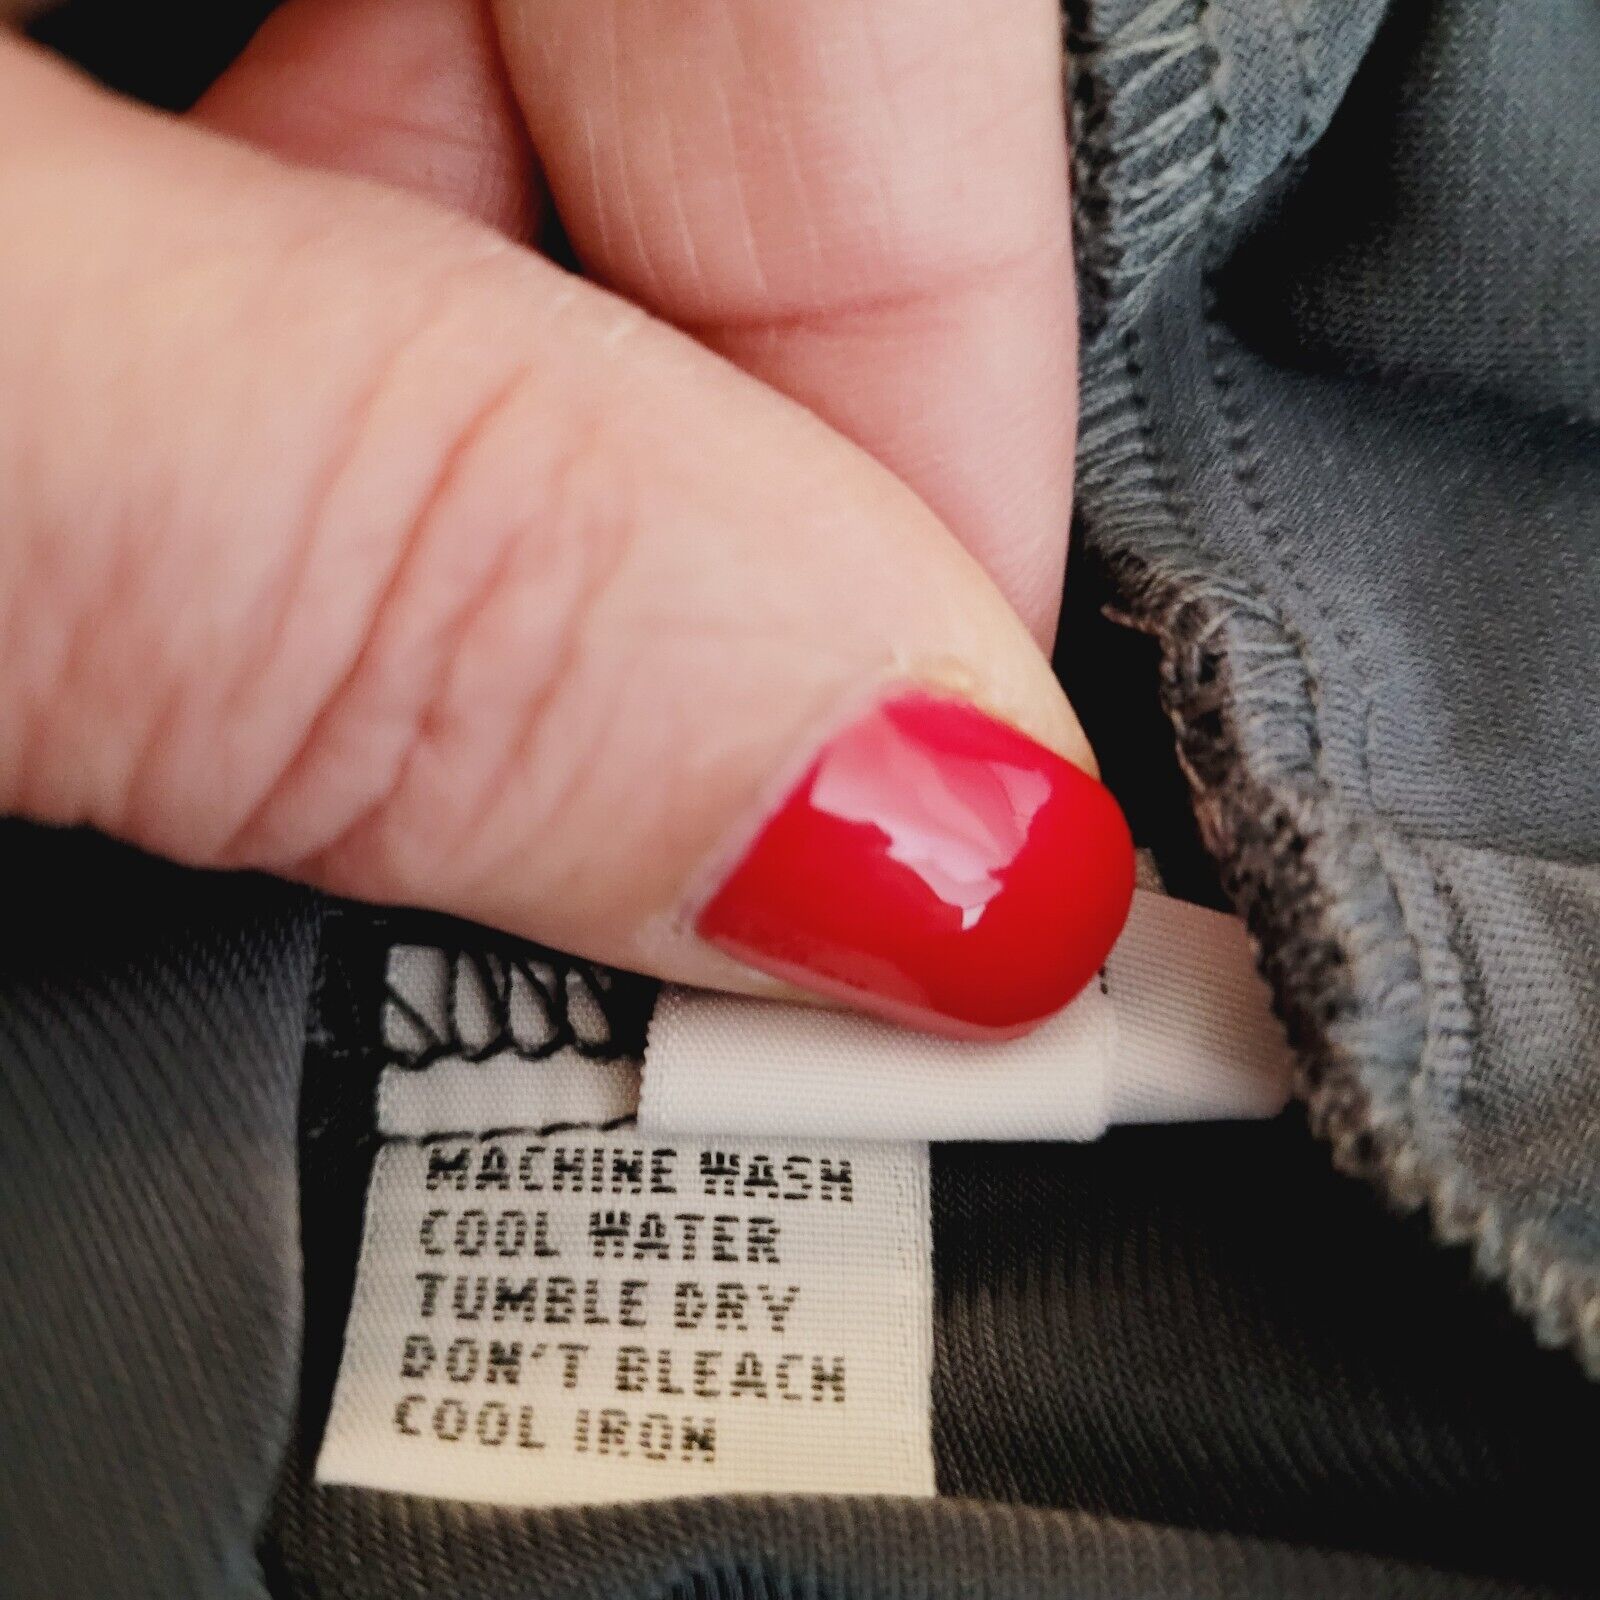 MACHINE WASH
COOL WATER
TUMBLE DRY
DON'T BLEACH
COOL IRON